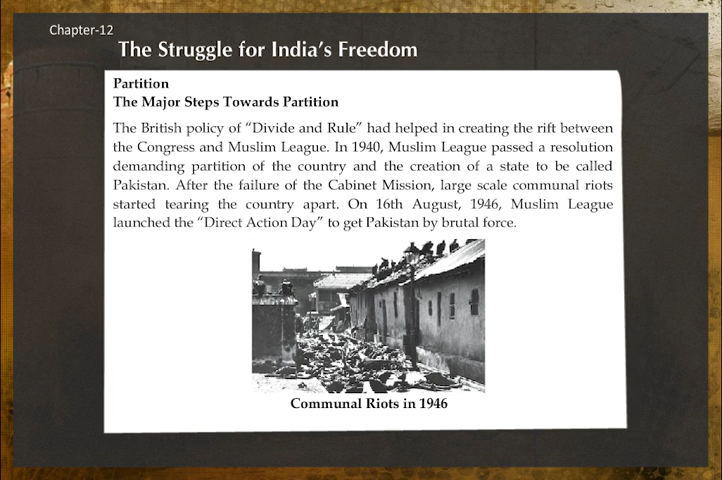 Chapter-12
The Struggle for India's Freedom
Partition
The Major Steps Towards Partition
The British policy of "Divide and Rule" had helped in creating the rift between
the Congress and Muslim League. In 1940, Muslim League passed a resolution
demanding partition of the country and the creation of a state to be called
Pakistan. After the failure of the Cabinet Mission, large scale communal riots
started tearing the country apart. On 16th August, 1946, Muslim League
launched the "Direct Action Day" to get Pakistan by brutal force.
Communal Riots in 1946